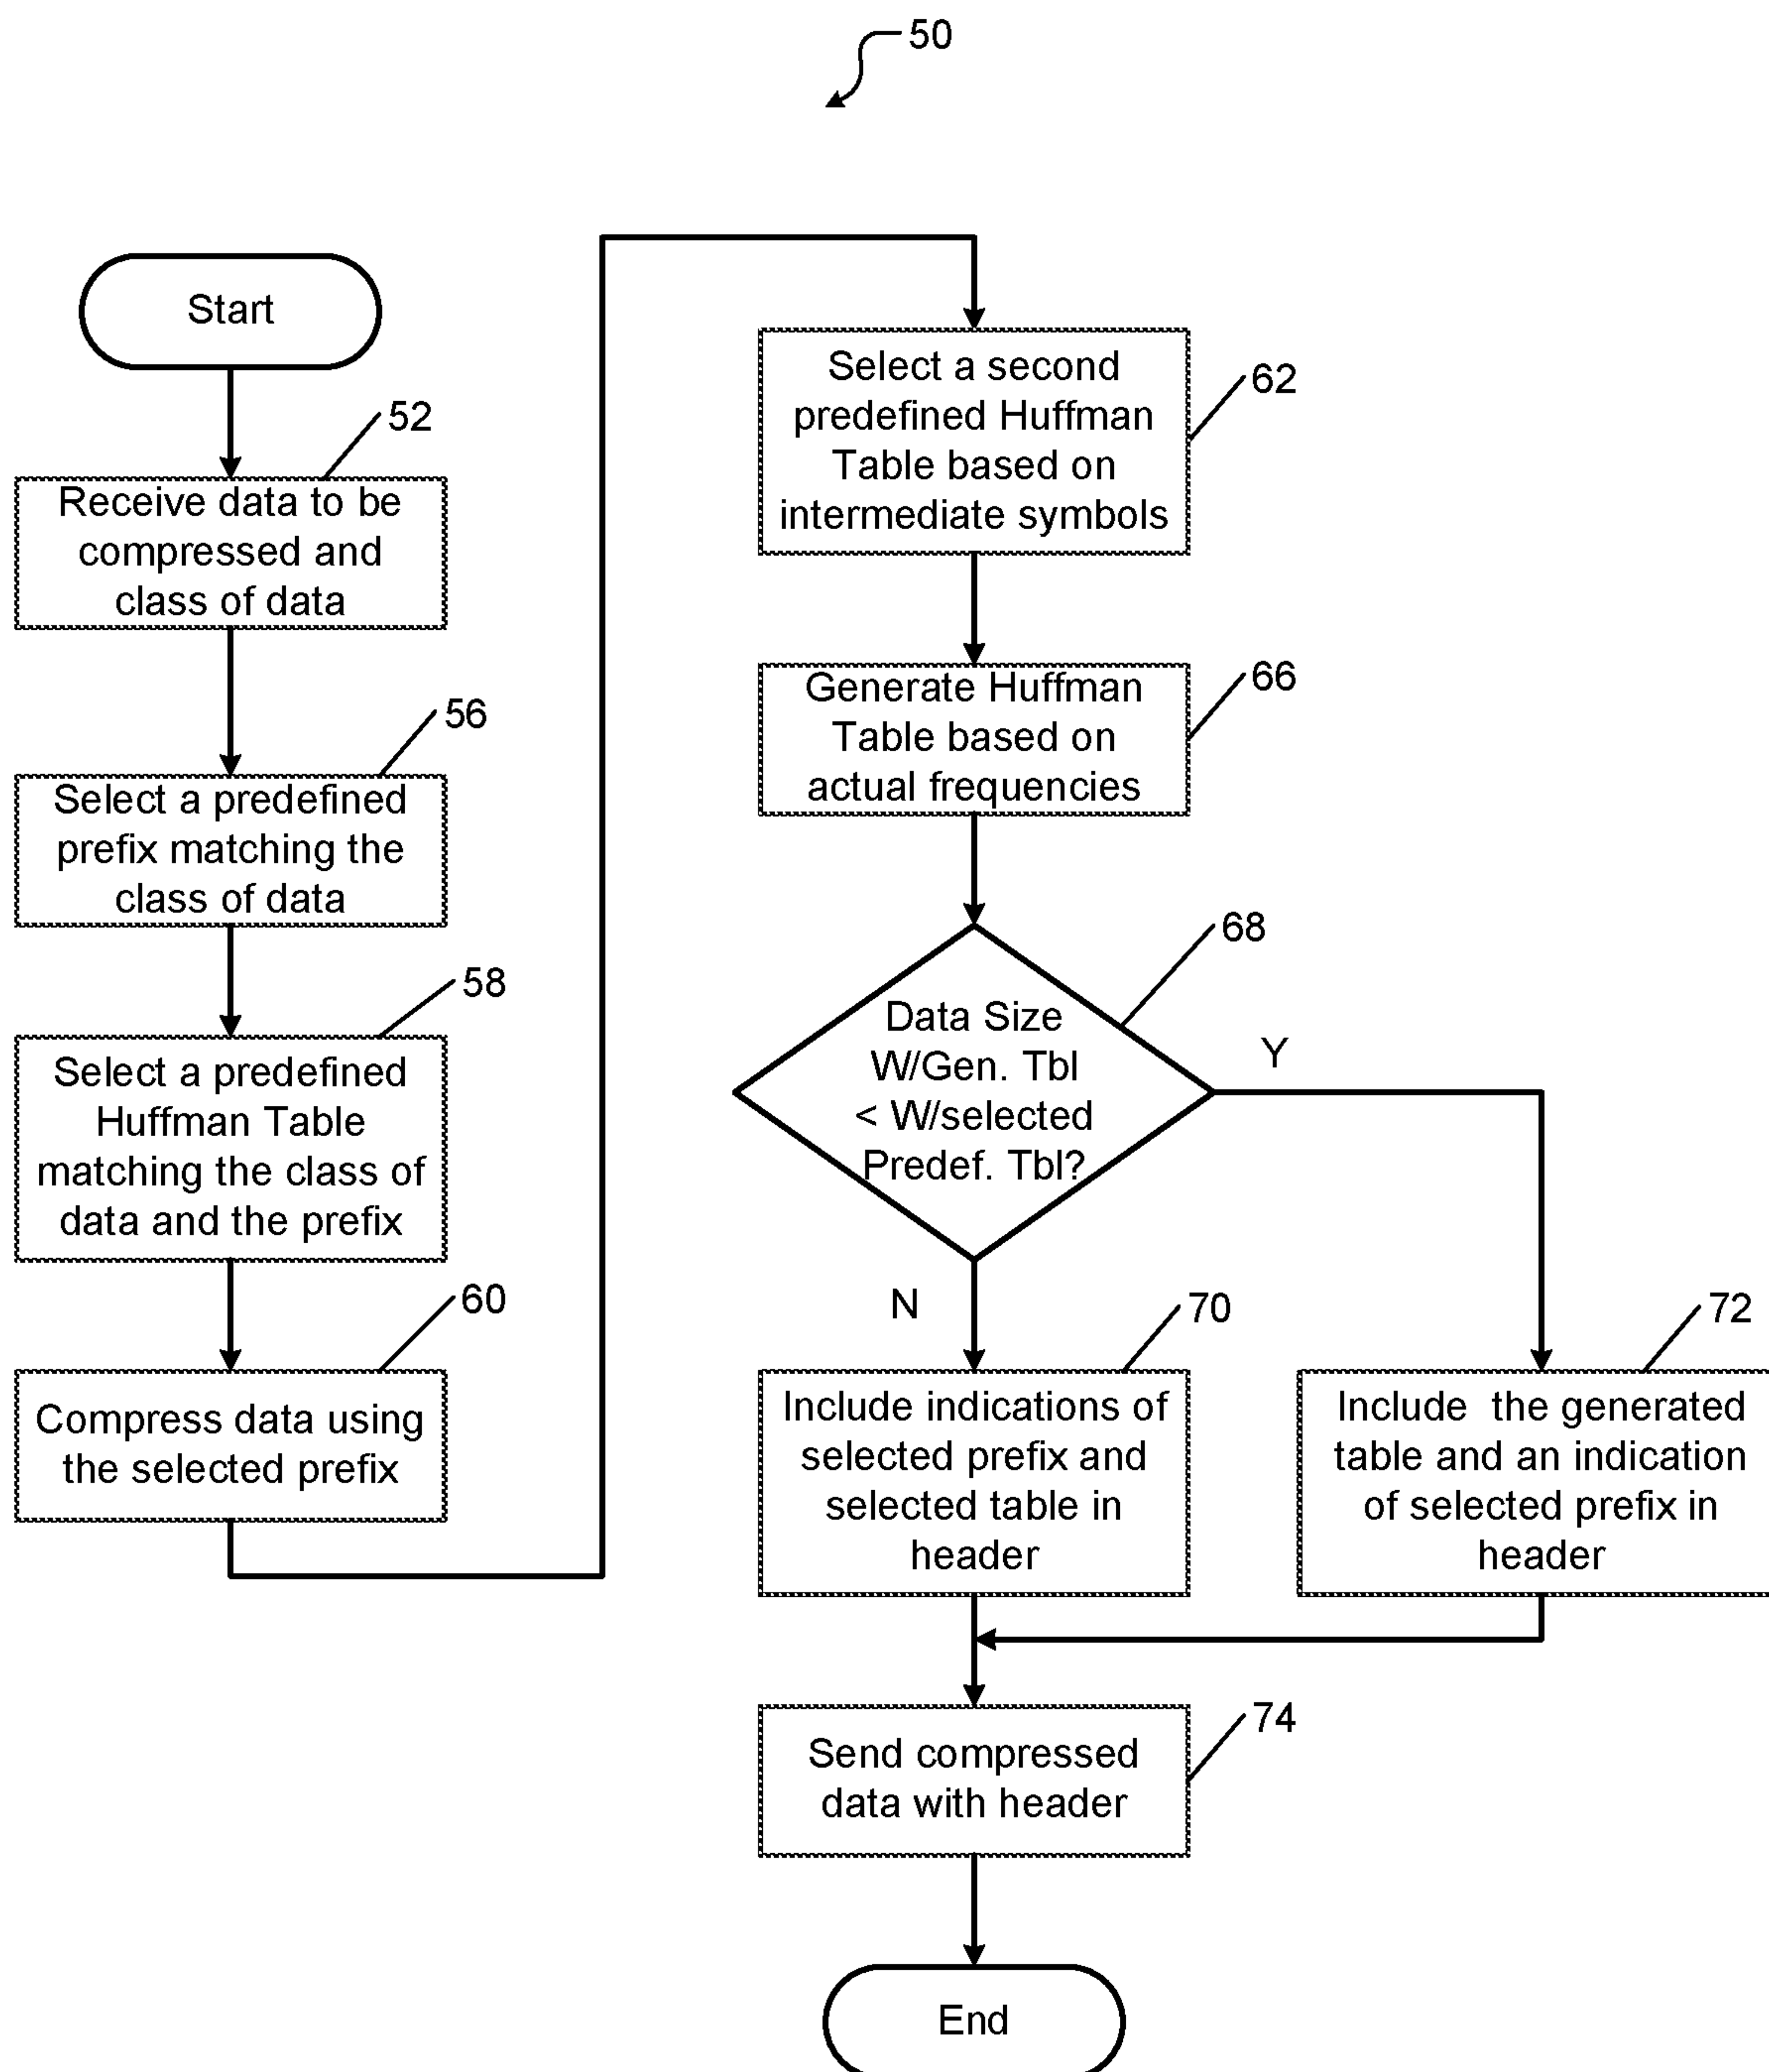 50
Start
52
Receive data to be
compressed and
class of data
56
Select a predefined
prefix matching the
class of data
58
Select a predefined
Huffman Table
matching the class of
data and the prefix
60
Compress data using
the selected prefix
62
Select a second
predefined Huffman
Table based on
intermediate symbols
66
Generate Huffman
Table based on
actual frequencies
68
Data Size
W/Gen. Tbl
< W/selected
Predef. Tbl?
Y
N
70
Include indications of
selected prefix and
selected table in
header
72
Include the generated
table and an indication
of selected prefix in
header
74
Send compressed
data with header
End